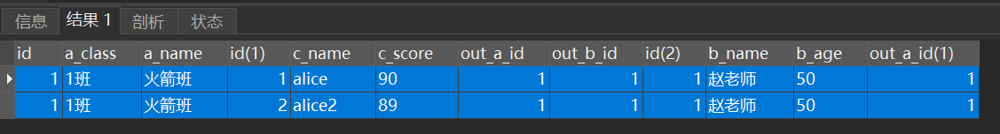 信息 结果 1 剖析 状态
id a_class a_name id(1) c_name c_score out_a_id out_b_id id(2) b_name b_age out_a_id(1)
1 1班 火箭班 1 alice 90 1 1 1 赵老师 50 1
1 1班 火箭班 2 alice2 89 1 1 1 赵老师 50 1